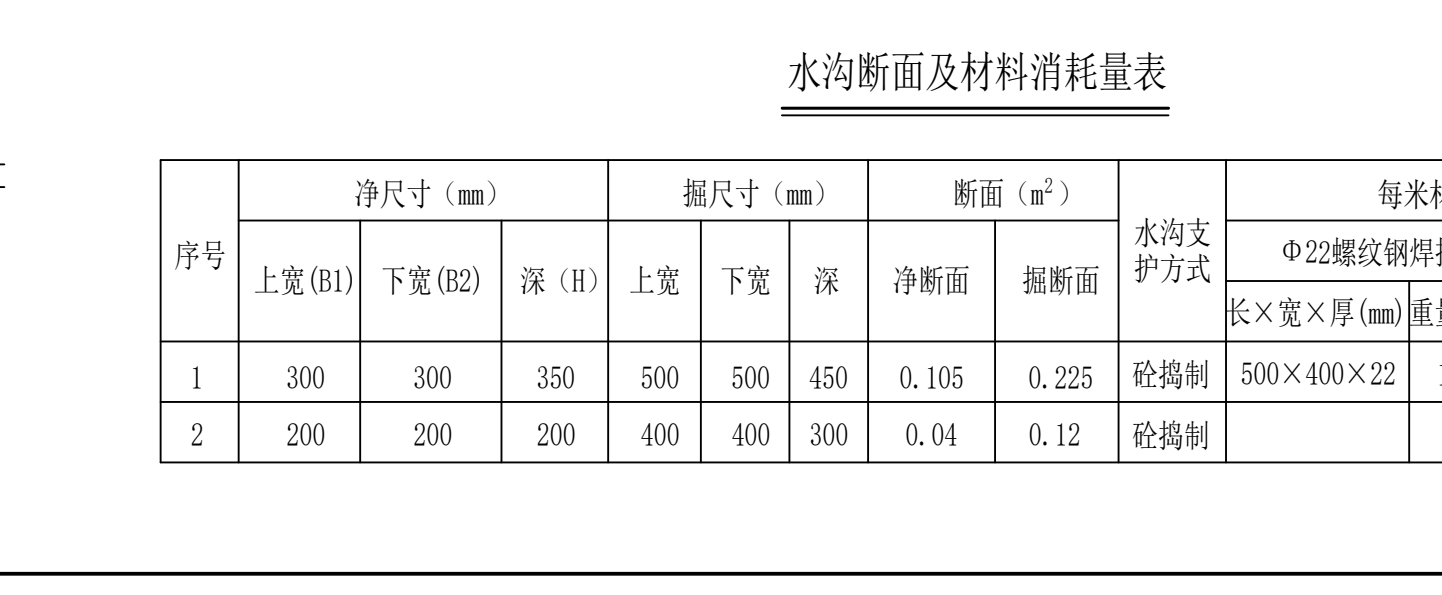 水沟断面及材料消耗量表
序号 净尺寸（mm） 掘尺寸（mm） 断面（m²） 水沟支护方式 每米
上宽(B1) 下宽(B2) 深（H） 上宽 下宽 深 净断面 掘断面 Φ22螺纹钢焊
长×宽×厚(mm)
1 300 300 350 500 500 450 0.105 0.225 砼捣制 500×400×22
2 200 200 200 400 400 300 0.04 0.12 砼捣制